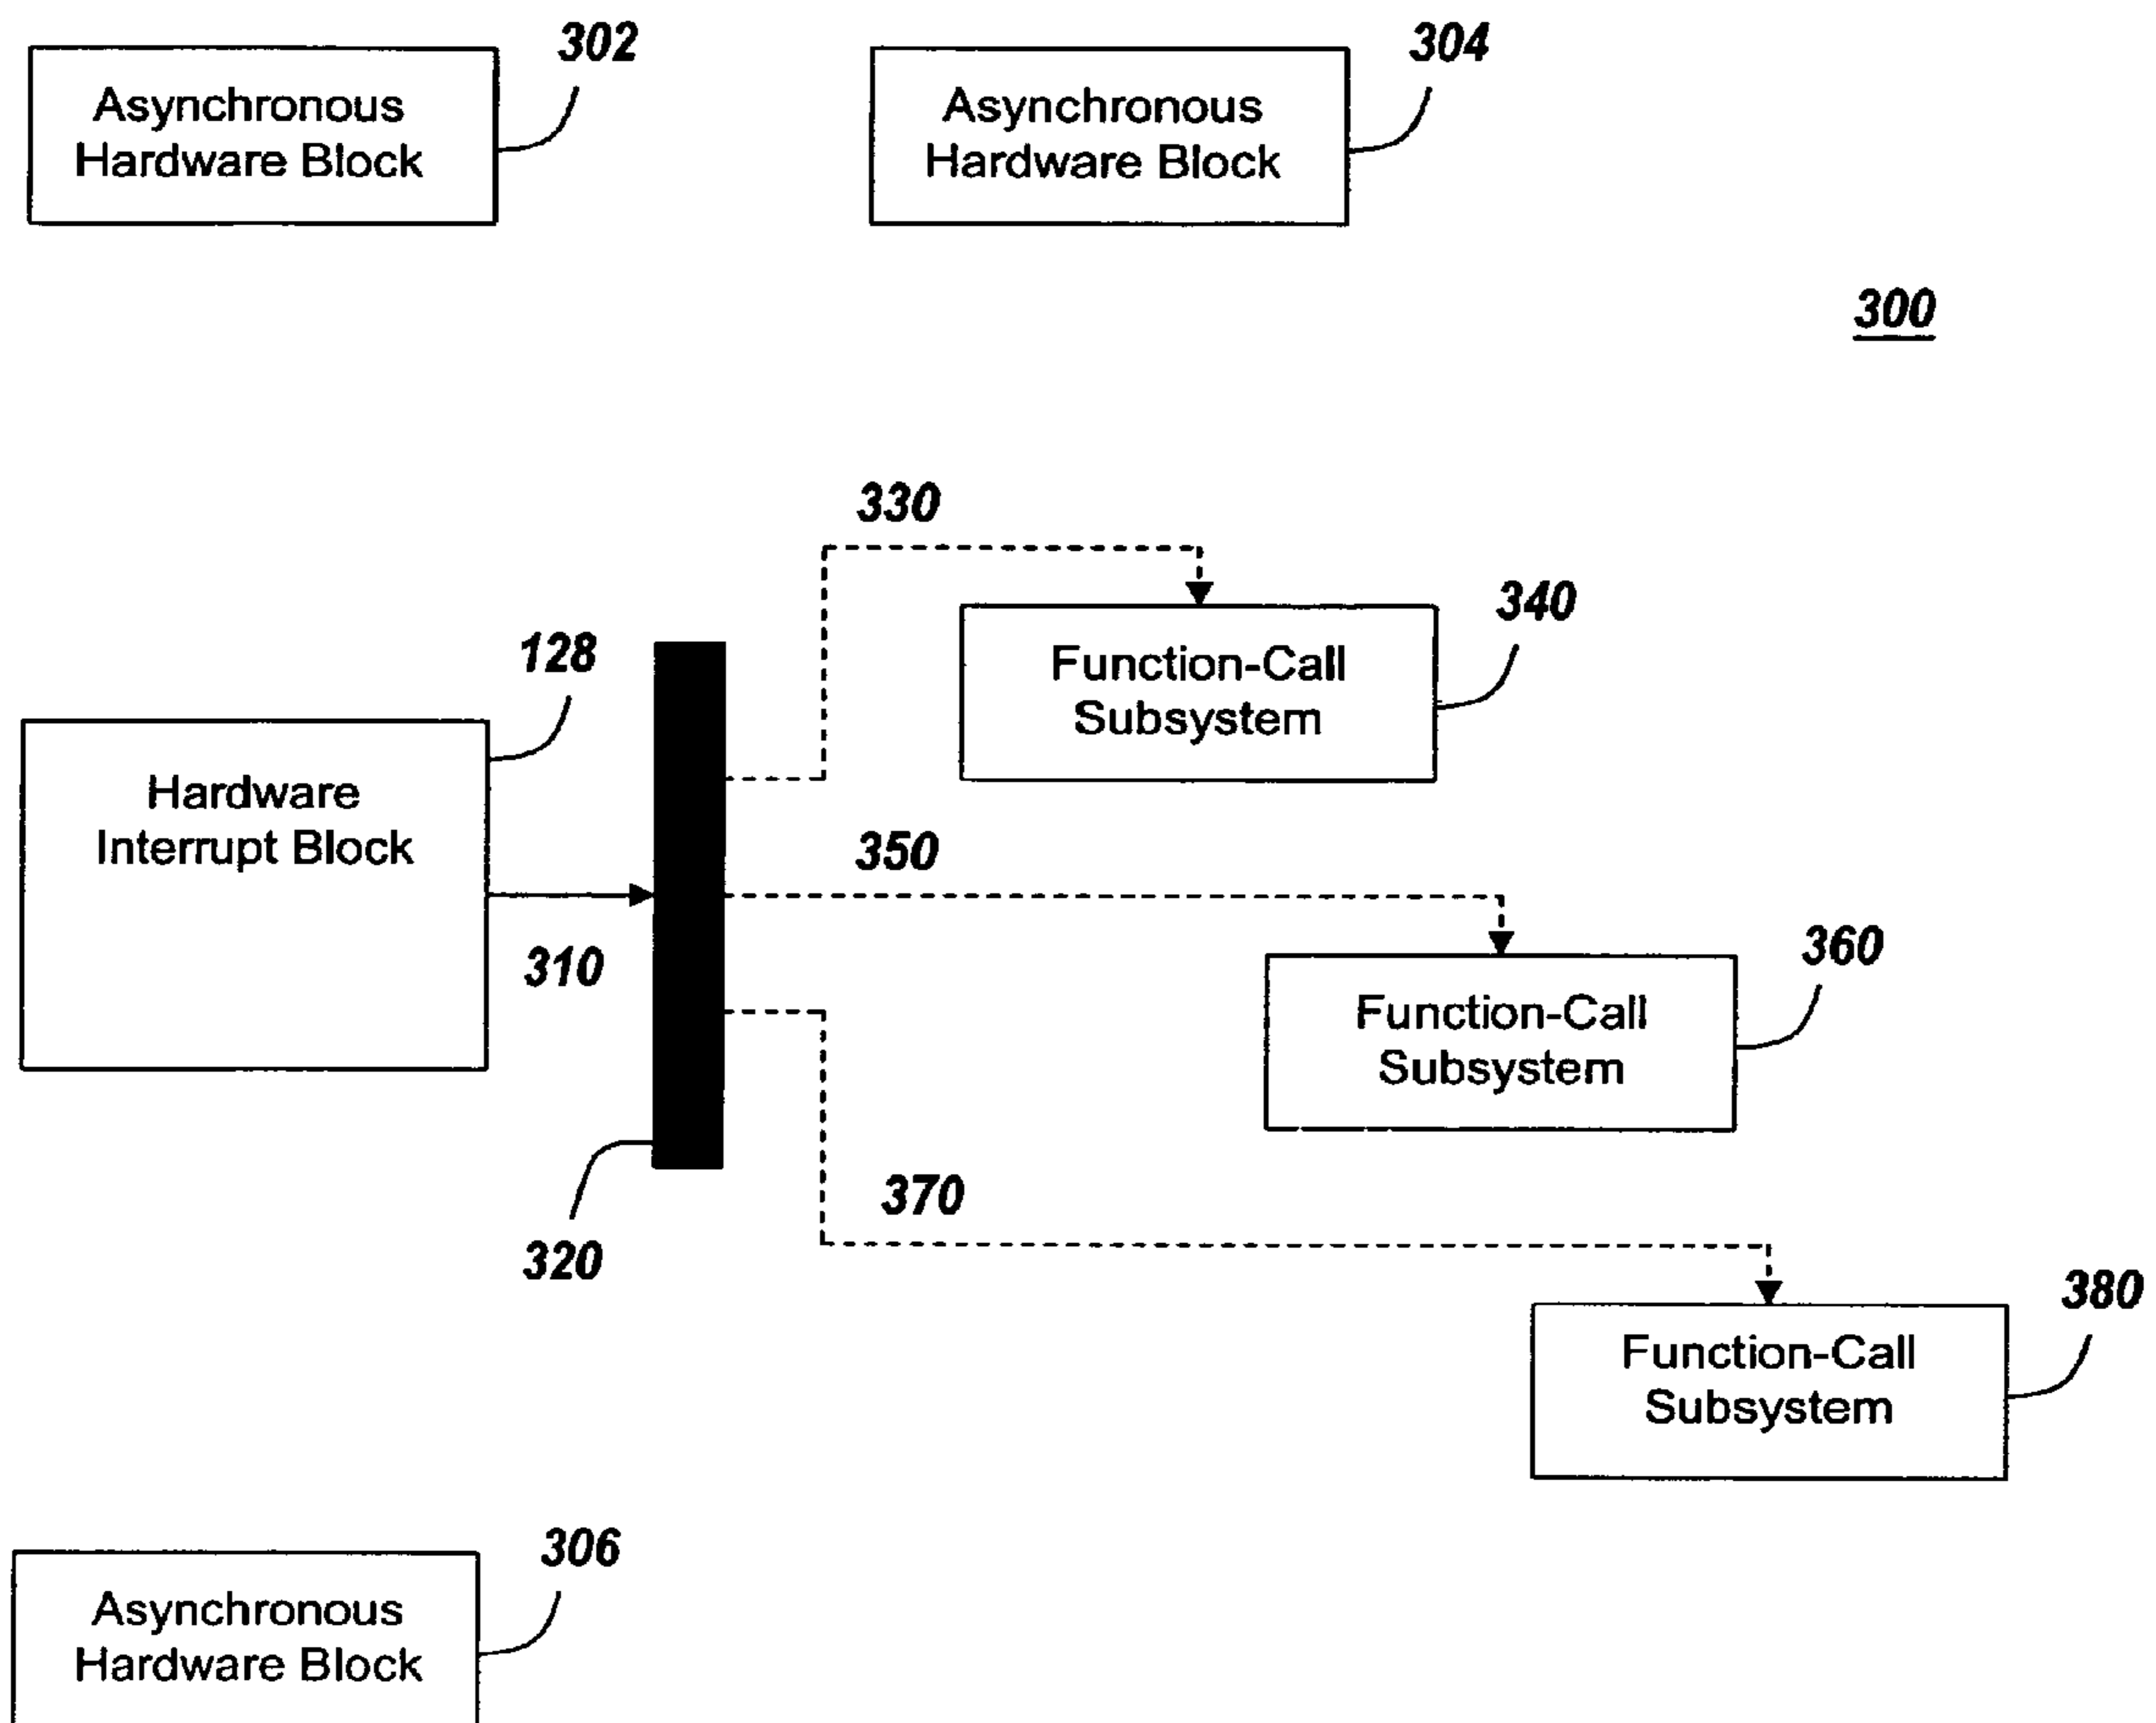 302
304
Asynchronous
Hardware Block
Asynchronous
Hardware Block
300
330
340
128
Function-Call
Subsystem
Hardware
Interrupt Block
350
310
360
Function-Call
Subsystem
320
370
380
Function-Call
Subsystem
306
Asynchronous
Hardware Block